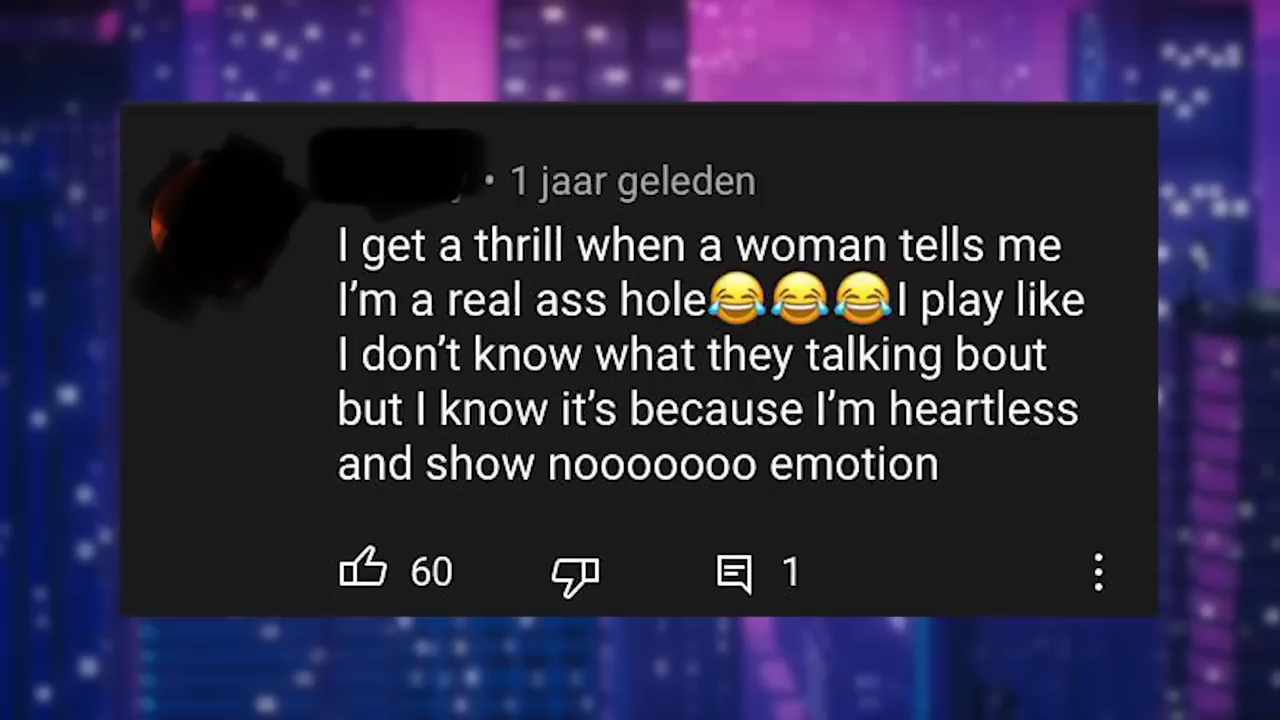 • 1 jaar geleden
I get a thrill when a woman tells me
I'm a real ass hole😂😂😂I play like
I don't know what they talking bout
but I know it's because I'm heartless
and show nooooooo emotion
60 1